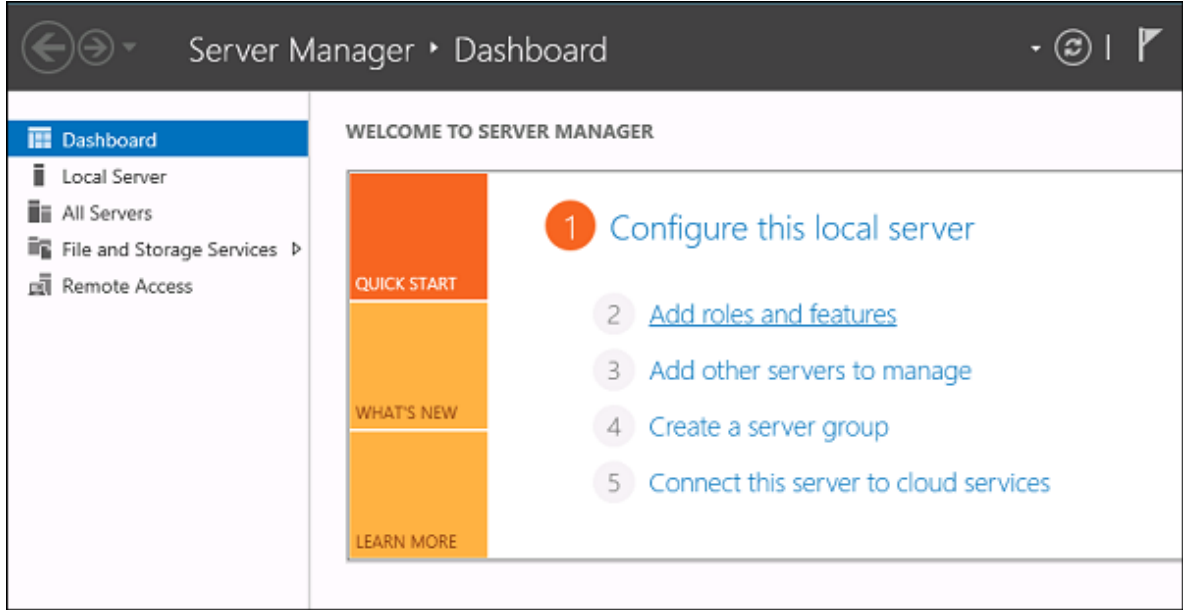 Server Manager ‣ Dashboard
Dashboard
Local Server
All Servers
File and Storage Services
Remote Access
WELCOME TO SERVER MANAGER
QUICK START
WHAT'S NEW
LEARN MORE
1 Configure this local server
2 Add roles and features
3 Add other servers to manage
4 Create a server group
5 Connect this server to cloud services